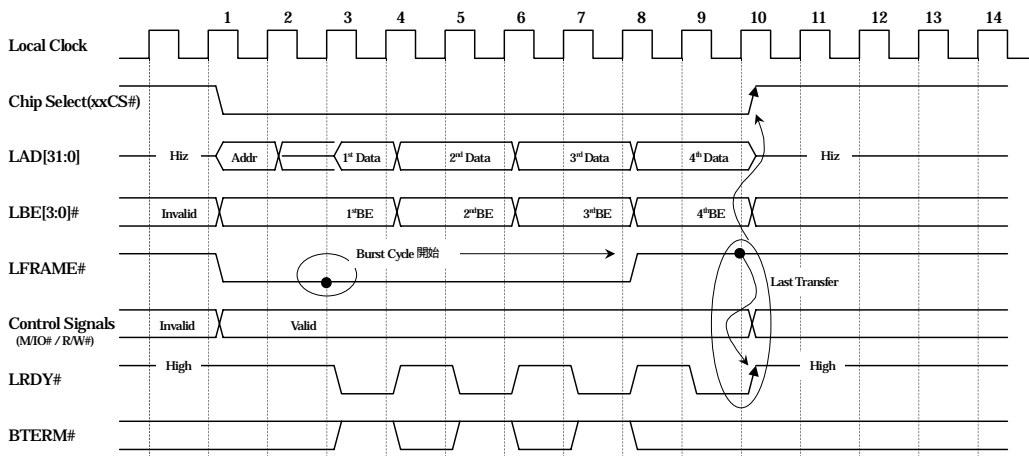 1 2 3 4 5 6 7 8 10 11 12 13 14
Local Clock
Chip Select(xxCS#)
LAD[31:0] Hiz Addr 1st Data 2nd Data 3rd Data 4th Data Hiz
LBE[3:0]# Invalid 1stBE 2ndBE 3rdBE 4thBE
Burst Cycle 開始
LFRAME#
Last Transfer
Control Signals Invalid Valid
(M/IO# / R/W#)
High High
LRDY#
BTERM#